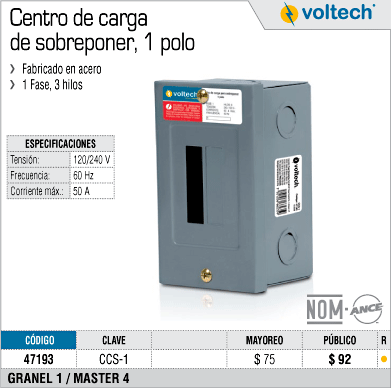 Centro de carga
de sobreponer, 1 polo
voltech
› Fabricado en acero
› 1 Fase, 3 hilos
ESPECIFICACIONES
Tensión: 120/240 V
Frecuencia: 60 Hz
Corriente máx.: 50 A
voltech
voltech
NOM-ANCE
CÓDIGO CLAVE MAYOREO PÚBLICO R
47193 CCS-1 $ 75 $ 92
GRANEL 1 / MASTER 4